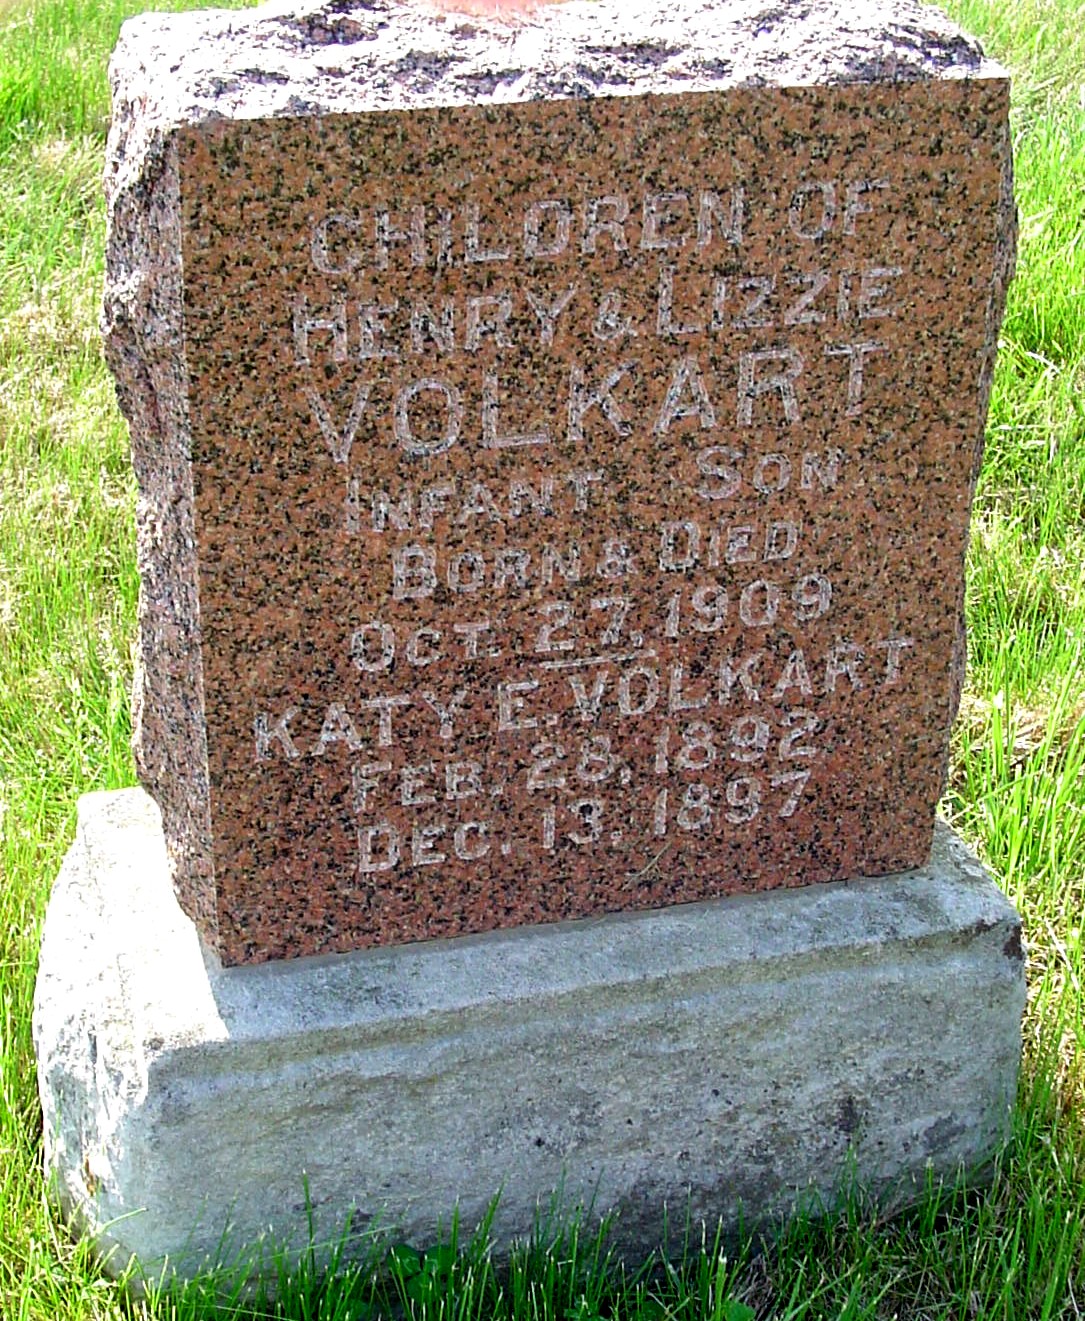 CHILDREN OF
HENRY & LIZZIE
VOLKART
INFANT SON
BORN & DIED
OCT. 27, 1909
KATY E. VOLKART
FEB. 28, 1892
DEC. 13, 1897